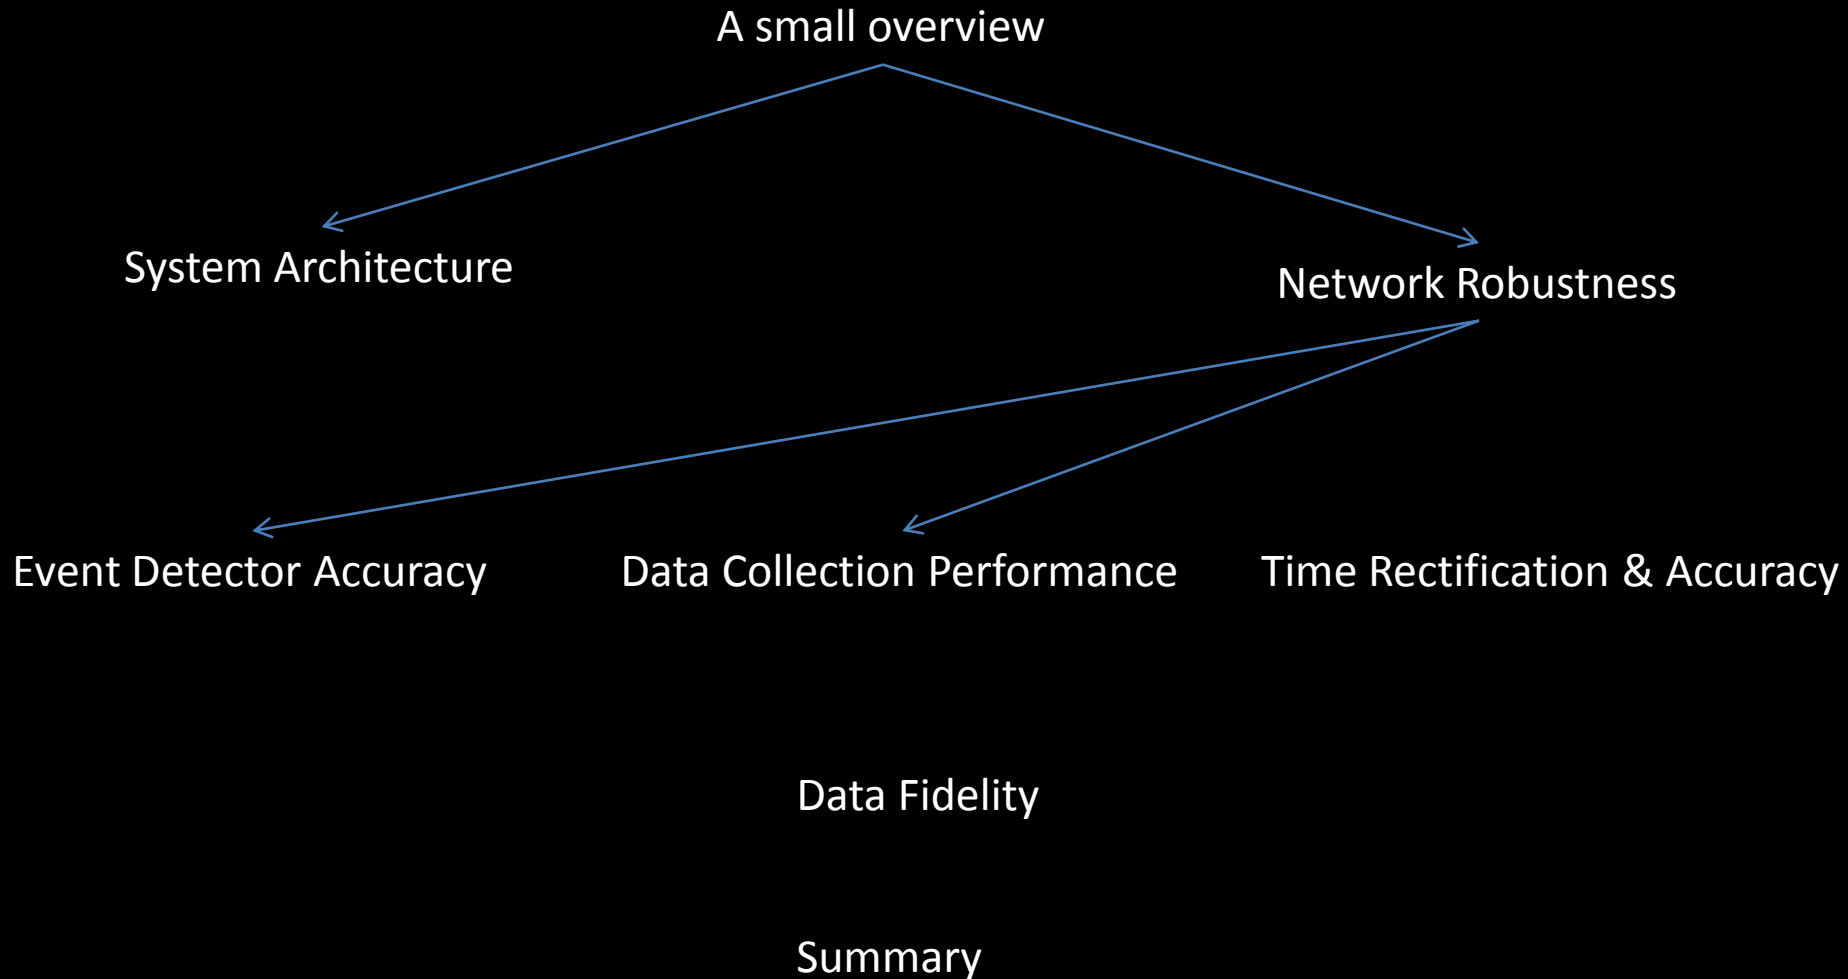 A small overview
System Architecture
Network Robustness
Event Detector Accuracy
Data Collection Performance
Time Rectification & Accuracy
Data Fidelity
Summary